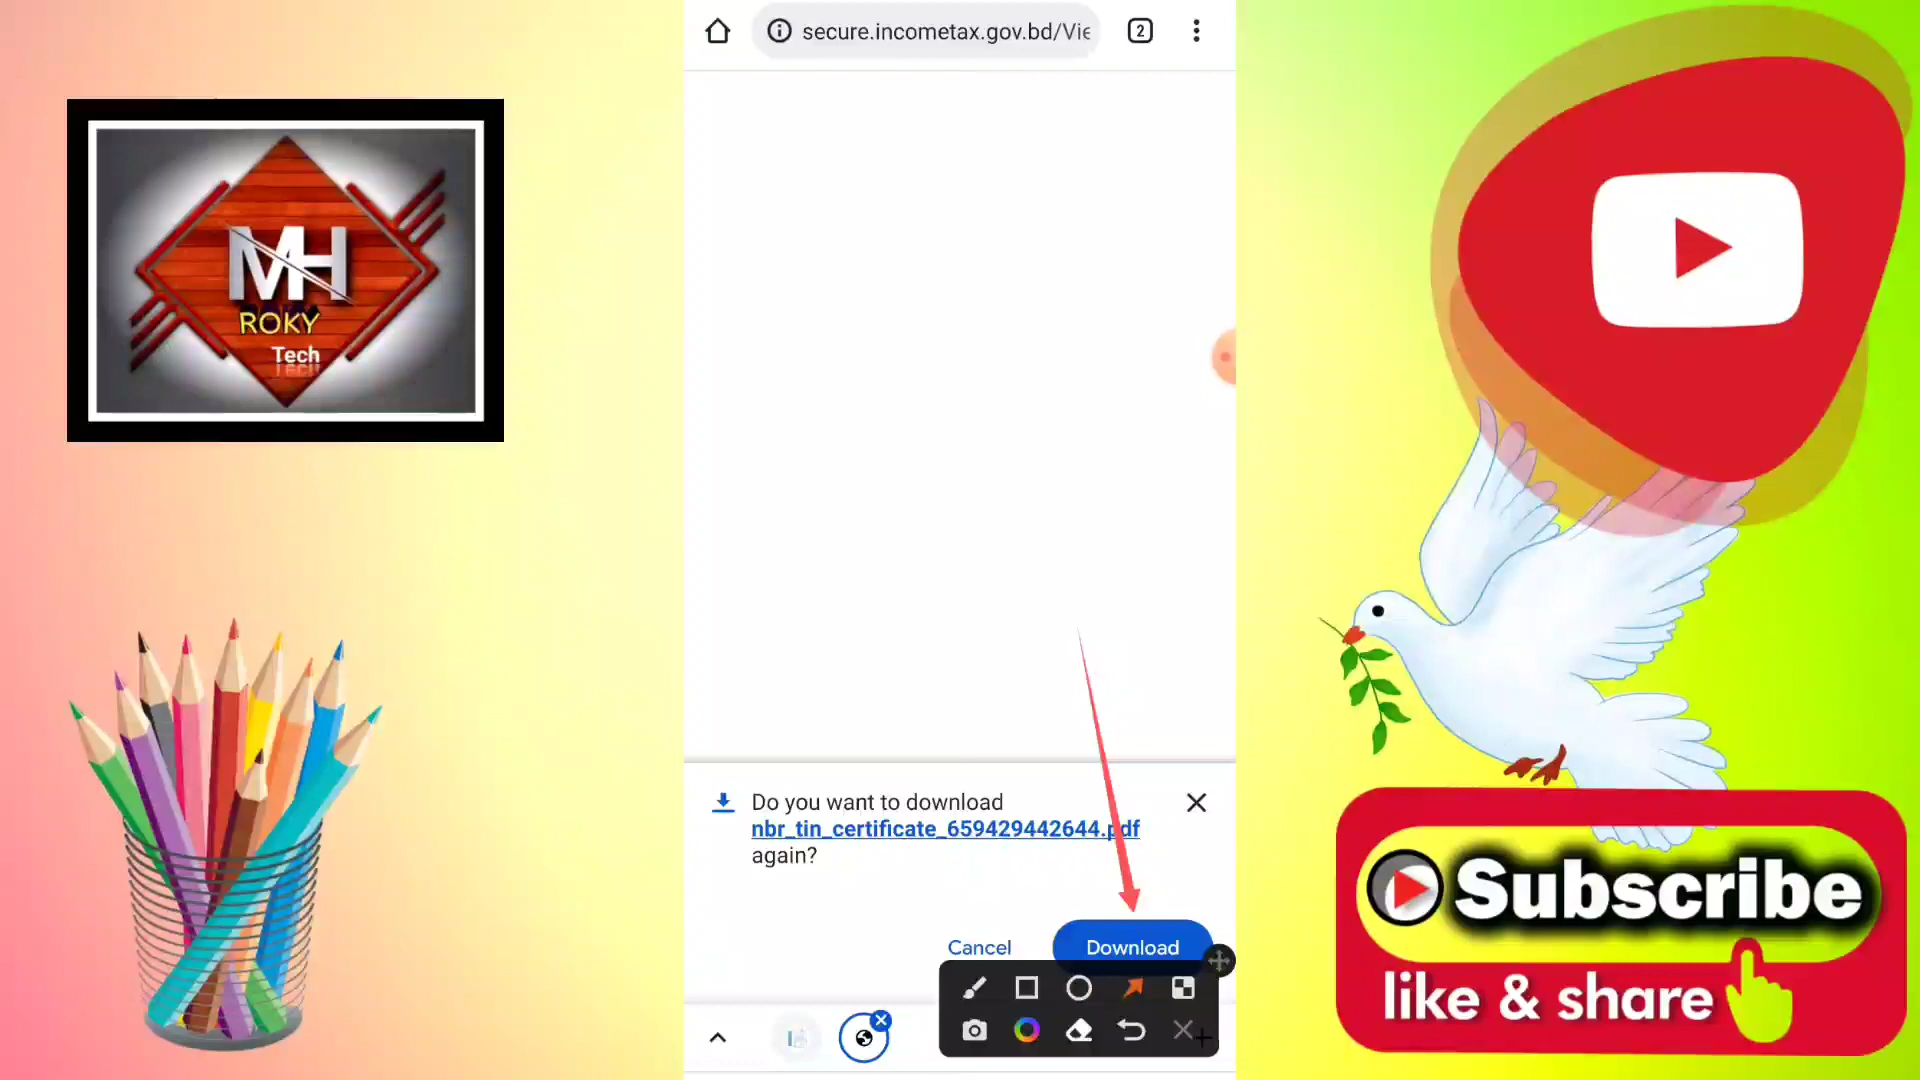 secure.incometax.gov.bd/Vie
2
MH
ROKY
Tech
Do you want to download
nbr_tin_certificate_659429442644.pdf
again?
Cancel
Download
Subscribe
like & share